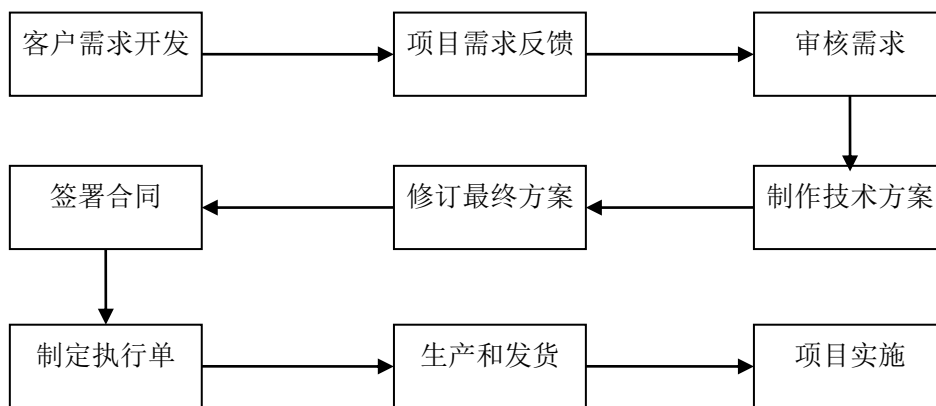 客户需求开发
项目需求反馈
审核需求
制作技术方案
修订最终方案
签署合同
制定执行单
生产和发货
项目实施